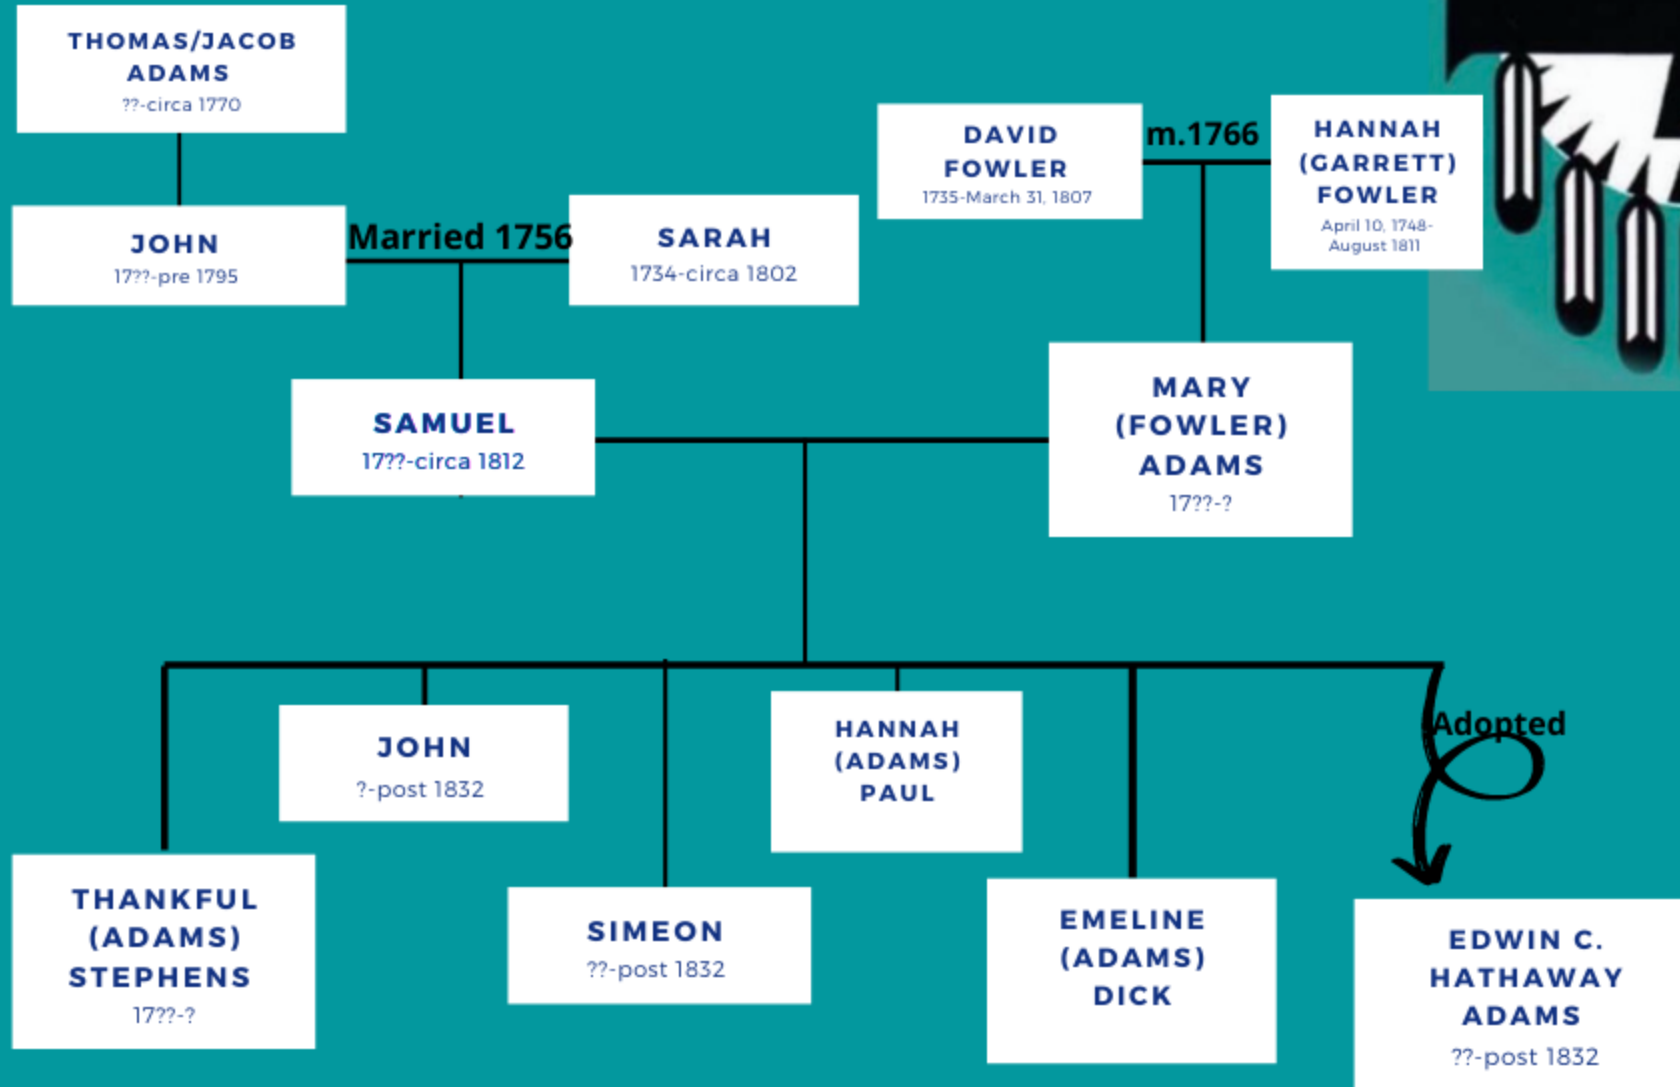 THOMAS/JACOB
ADAMS
??-circa 1770
DAVID
FOWLER
1735-March 31, 1807
m.1766
HANNAH
(GARRETT)
FOWLER
April 10, 1748-
August 1811
JOHN
17??-pre 1795
Married 1756
SARAH
1734-circa 1802
SAMUEL
17??-circa 1812
MARY
(FOWLER)
ADAMS
17??-?
Adopted
THANKFUL
(ADAMS)
STEPHENS
17??-?
JOHN
?-post 1832
SIMEON
??-post 1832
HANNAH
(ADAMS)
PAUL
EMELINE
(ADAMS)
DICK
EDWIN C.
HATHAWAY
ADAMS
??-post 1832